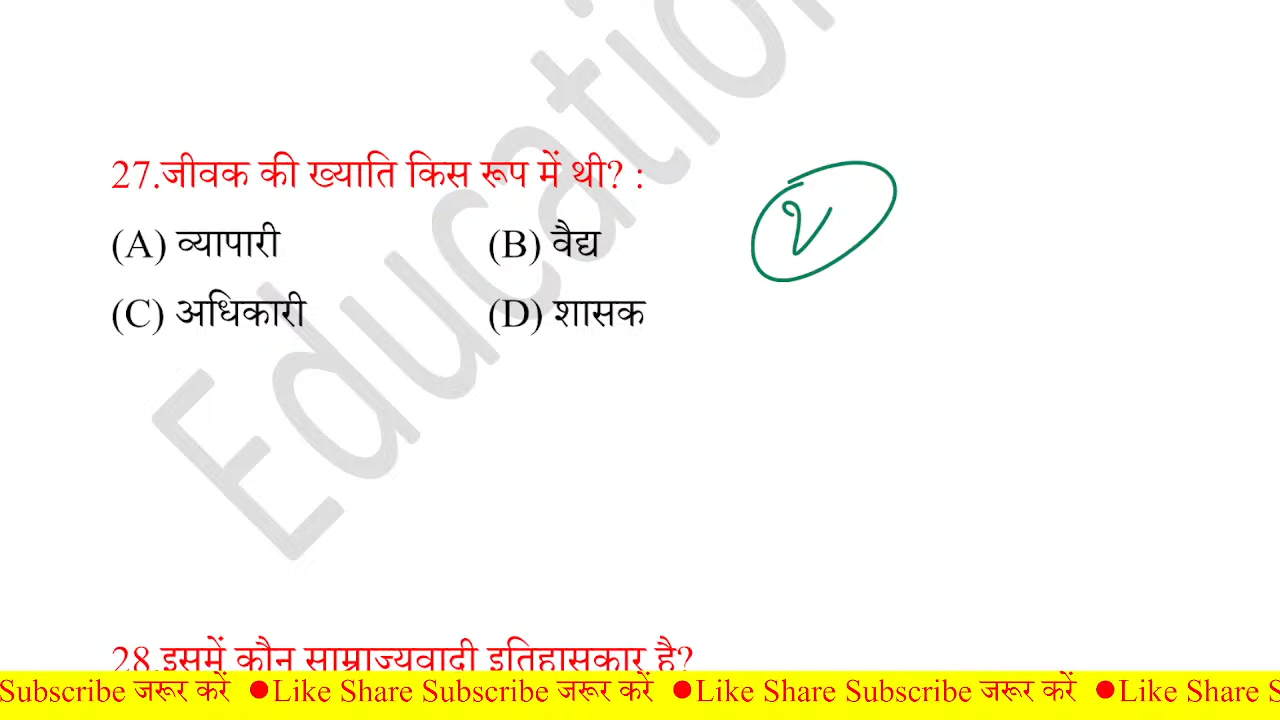 Education
27.जीवक की ख्याति किस रूप में थी? :
(A) व्यापारी (B) वैद्य
(C) अधिकारी (D) शासक
28.इसमें कौन साम्राज्यवादी इतिहासकार है?
Subscribe जरूर करें ●Like Share Subscribe जरूर करें ●Like Share Subscribe जरूर करें ●Like Share S